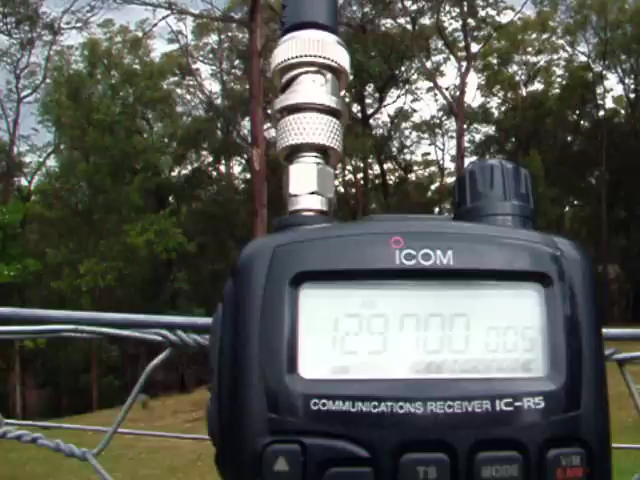 ICOM
129 700 005
COMMUNICATIONS RECEIVER IC-R5
TS
MODE
V/M